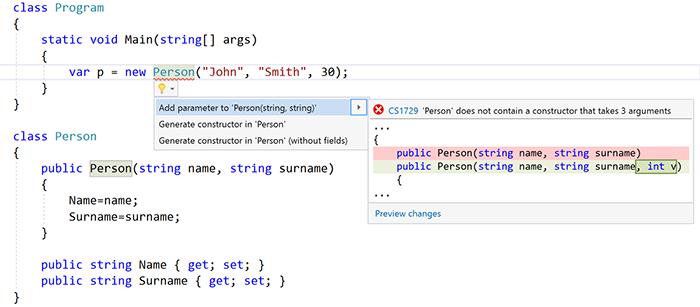 class Program
{
    static void Main(string[] args)
    {
        var p = new Person("John", "Smith", 30);
    }
}
Add parameter to 'Person(string, string)'
Generate constructor in 'Person'
Generate constructor in 'Person' (without fields)
CS1729 'Person' does not contain a constructor that takes 3 arguments
...
{
    public Person(string name, string surname)
    public Person(string name, string surname, int v)
    {
...
Preview changes
class Person
{
    public Person(string name, string surname)
    {
        Name=name;
        Surname=surname;
    }
    public string Name { get; set; }
    public string Surname { get; set; }
}